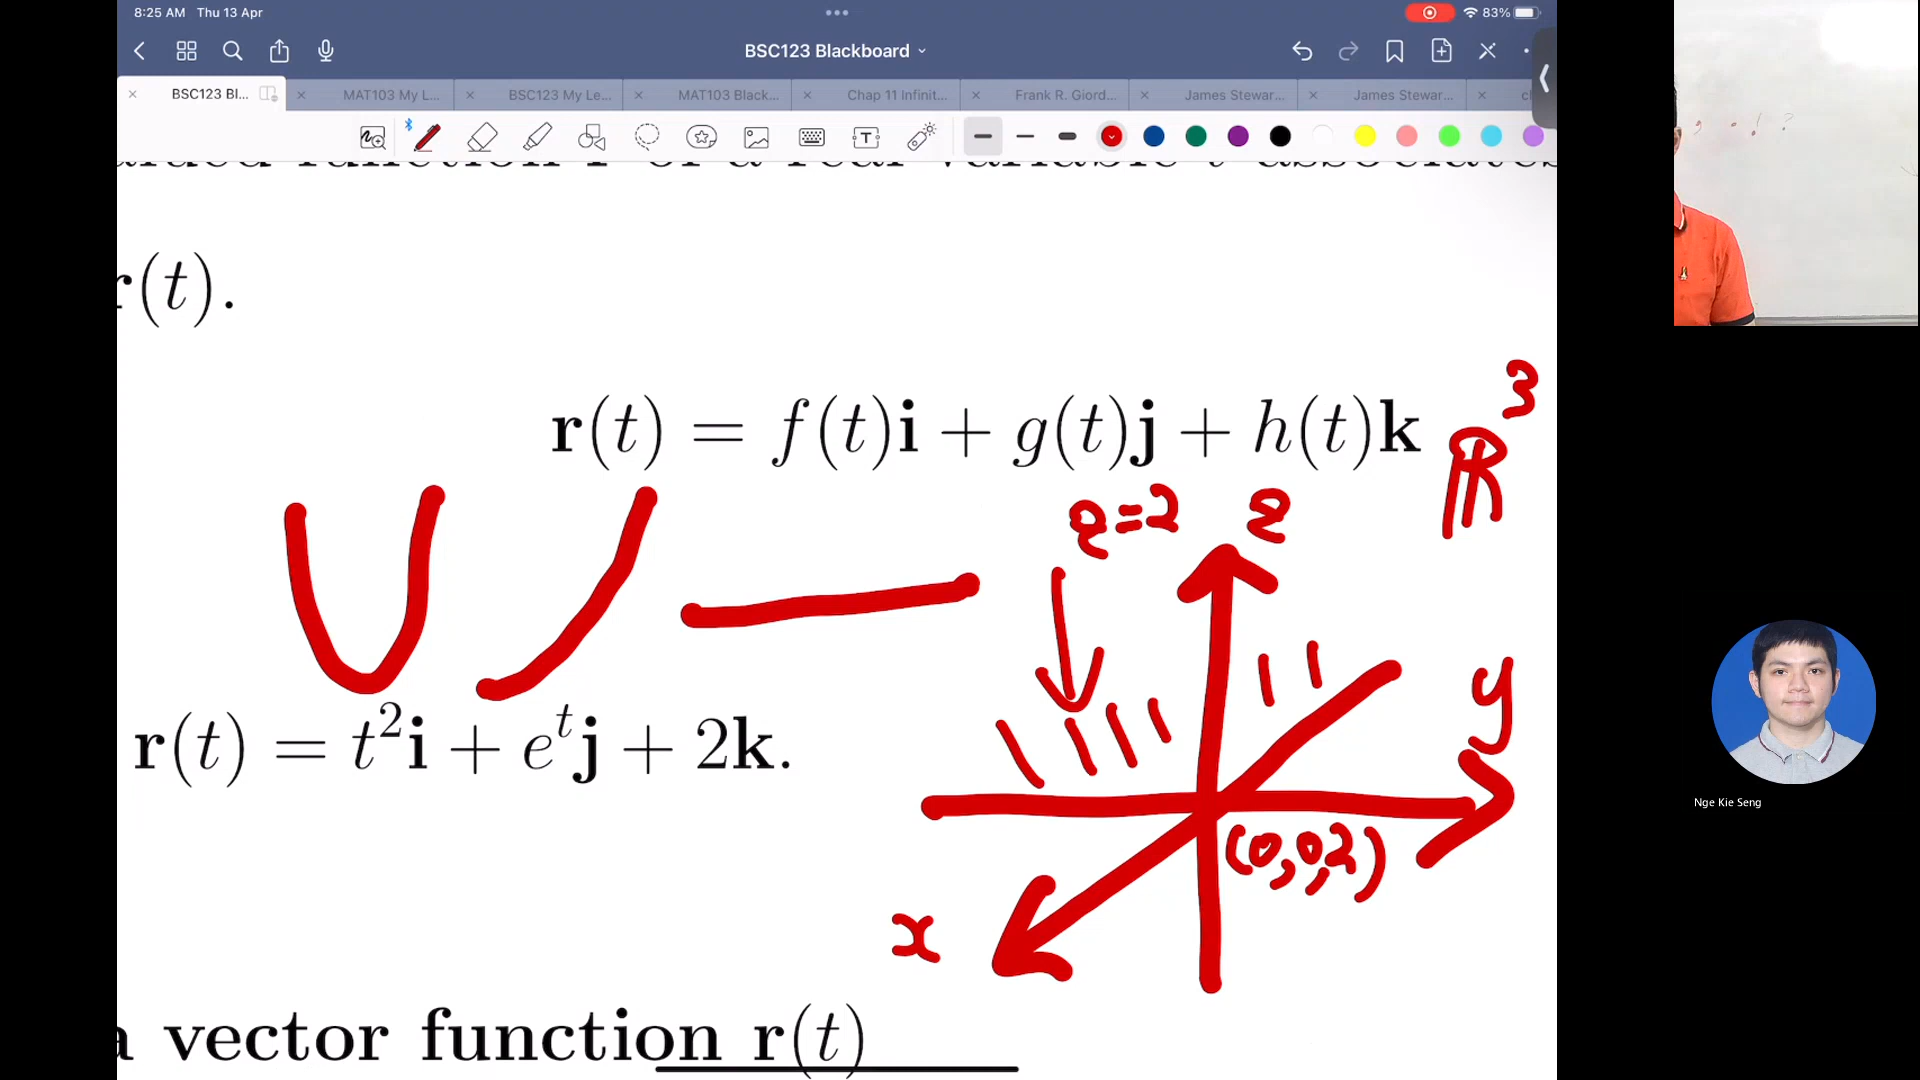 8:25 AM Thu 13 Apr
83%
BSC123 Blackboard
BSC123 Bl...
MAT103 My L...
BSC123 My Le...
MAT103 Black...
Chap 11 Infinit...
Frank R. Giord...
James Stewar...
James Stewar...
r(t).
r(t) = f(t)i + g(t)j + h(t)k
ℝ³
z=2
z
y
r(t) = t²i + eᵗj + 2k.
(0,0,2)
x
a vector function r(t)
Nge Kie Seng